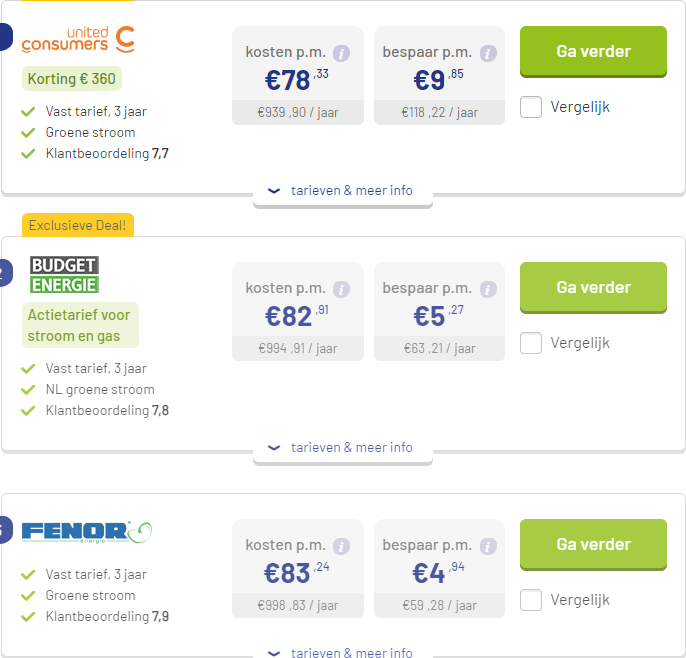 united
consumers
Korting € 360
Vast tarief, 3 jaar
Groene stroom
Klantbeoordeling 7,7
kosten p.m. i
€78,33
€939,90 / jaar
bespaar p.m. i
€9,85
€118,22 / jaar
Ga verder
Vergelijk
tarieven & meer info
Exclusieve Deal!
2
BUDGET
ENERGIE
Actietarief voor
stroom en gas
Vast tarief, 3 jaar
NL groene stroom
Klantbeoordeling 7,8
kosten p.m. i
€82,91
€994,91 / jaar
bespaar p.m. i
€5,27
€63,21 / jaar
Ga verder
Vergelijk
tarieven & meer info
FENOR
energie
Vast tarief, 3 jaar
Groene stroom
Klantbeoordeling 7,9
kosten p.m. i
€83,24
€998,83 / jaar
bespaar p.m. i
€4,94
€59,28 / jaar
Ga verder
Vergelijk
tarieven & meer info